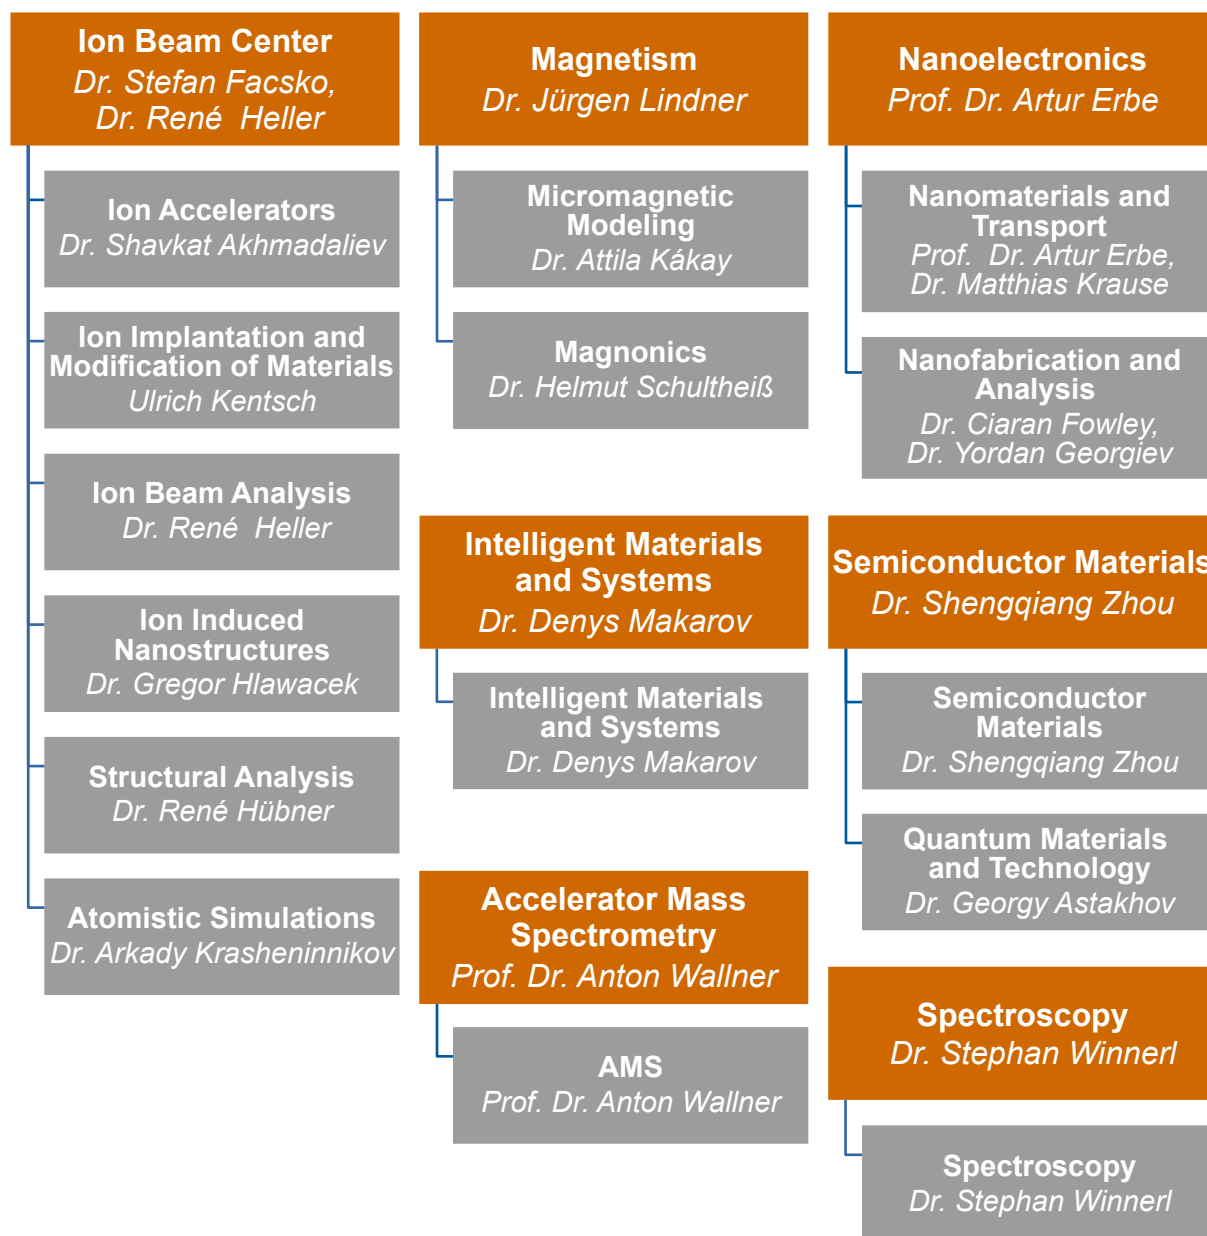 Ion Beam Center
Dr. Stefan Facsko,
Dr. René  Heller
Ion Accelerators
Dr. Shavkat Akhmadaliev
Ion Implantation and
Modification of Materials
Ulrich Kentsch
Ion Beam Analysis
Dr. René  Heller
Ion Induced
Nanostructures
Dr. Gregor Hlawacek
Structural Analysis
Dr. René Hübner
Atomistic Simulations
Dr. Arkady Krasheninnikov
Magnetism
Dr. Jürgen Lindner
Micromagnetic
Modeling
Dr. Attila Kákay
Magnonics
Dr. Helmut Schultheiß
Intelligent Materials
and Systems
Dr. Denys Makarov
Intelligent Materials
and Systems
Dr. Denys Makarov
Accelerator Mass
Spectrometry
Prof. Dr. Anton Wallner
AMS
Prof. Dr. Anton Wallner
Nanoelectronics
Prof. Dr. Artur Erbe
Nanomaterials and
Transport
Prof.  Dr. Artur Erbe,
Dr. Matthias Krause
Nanofabrication and
Analysis
Dr. Ciaran Fowley,
Dr. Yordan Georgiev
Semiconductor Materials
Dr. Shengqiang Zhou
Semiconductor
Materials
Dr. Shengqiang Zhou
Quantum Materials
and Technology
Dr. Georgy Astakhov
Spectroscopy
Dr. Stephan Winnerl
Spectroscopy
Dr. Stephan Winnerl